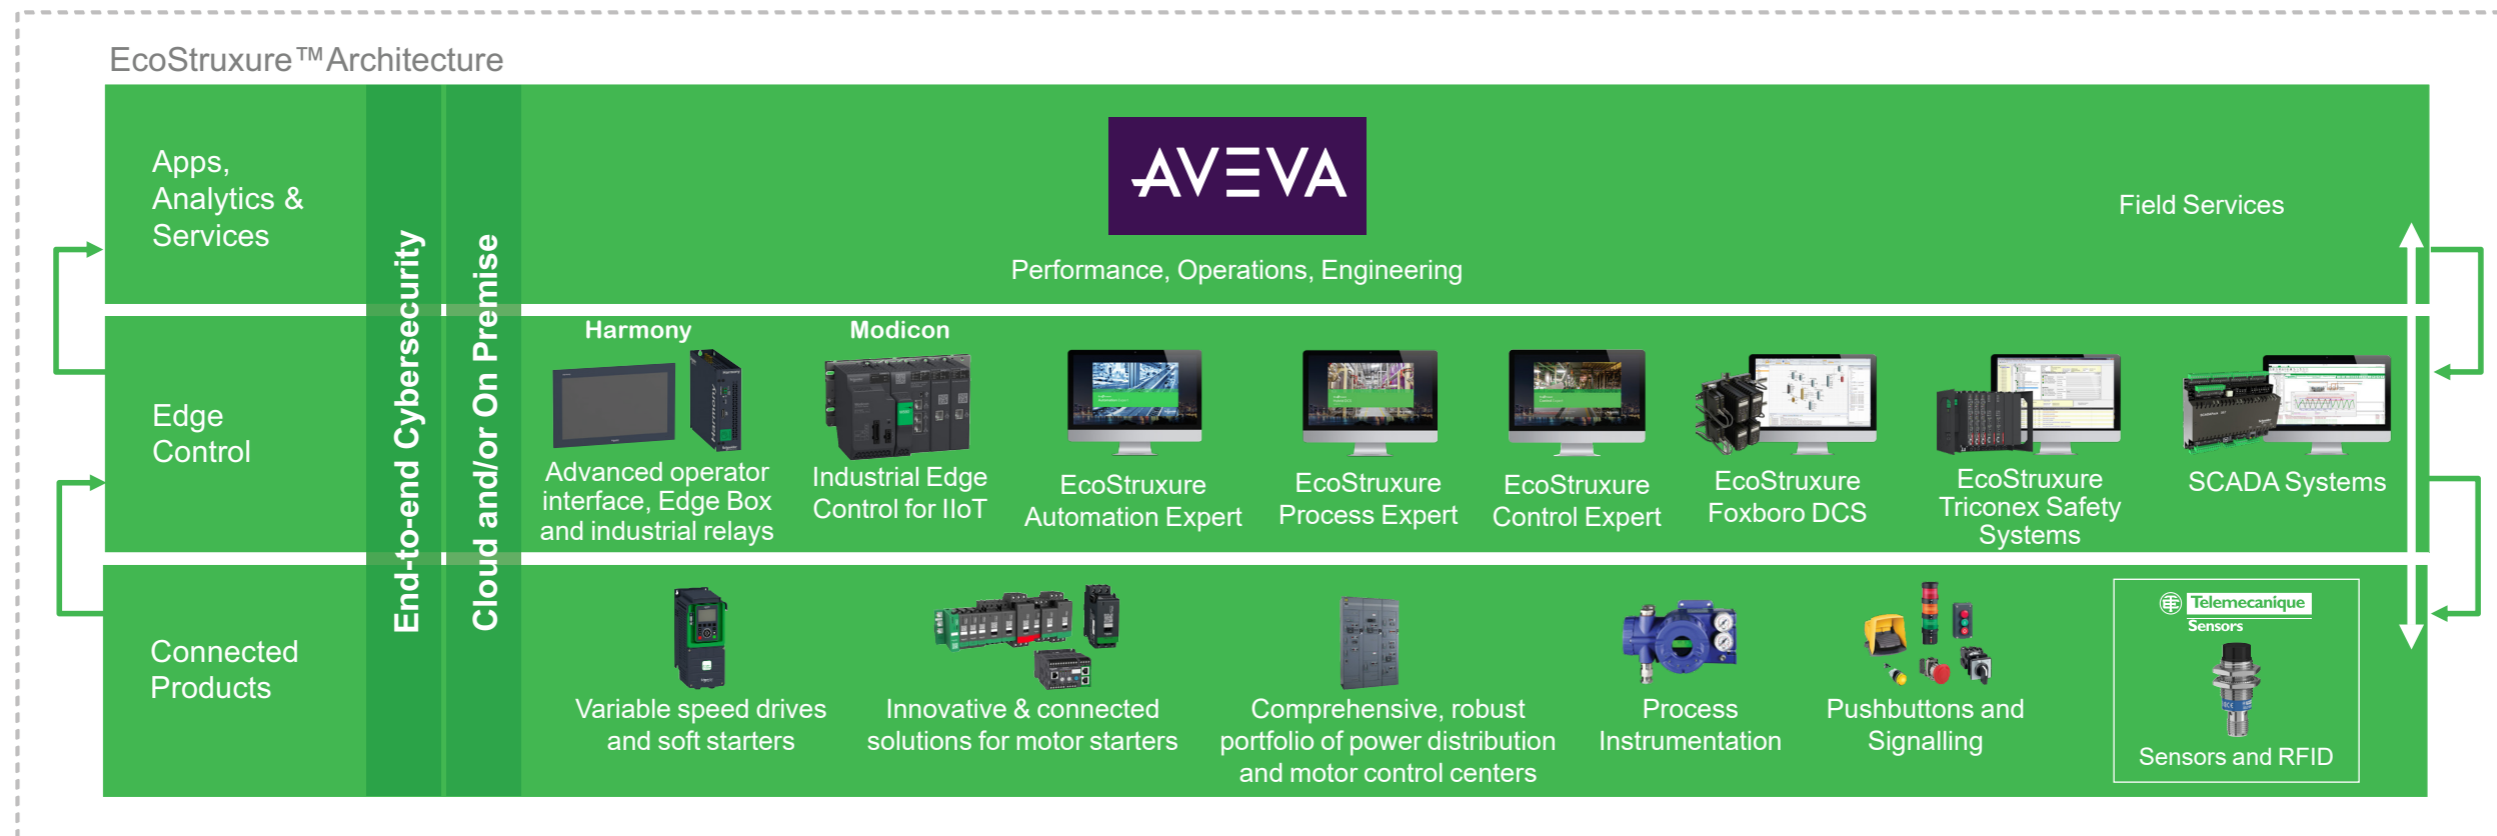 EcoStruxure™Architecture
Apps,
Analytics &
Services
End-to-end Cybersecurity
Cloud and/or On Premise
AVEVA
Performance, Operations, Engineering
Field Services
Edge
Control
Harmony
Harmony
Advanced operator
interface, Edge Box
and industrial relays
Modicon
Industrial Edge
Control for IIoT
EcoStruxure
Automation Expert
EcoStruxure
Process Expert
EcoStruxure
Control Expert
EcoStruxure
Foxboro DCS
EcoStruxure
Triconex Safety
Systems
SCADA Systems
Connected
Products
Variable speed drives
and soft starters
Innovative & connected
solutions for motor starters
Comprehensive, robust
portfolio of power distribution
and motor control centers
Process
Instrumentation
Pushbuttons and
Signalling
Telemecanique
Sensors
Sensors and RFID